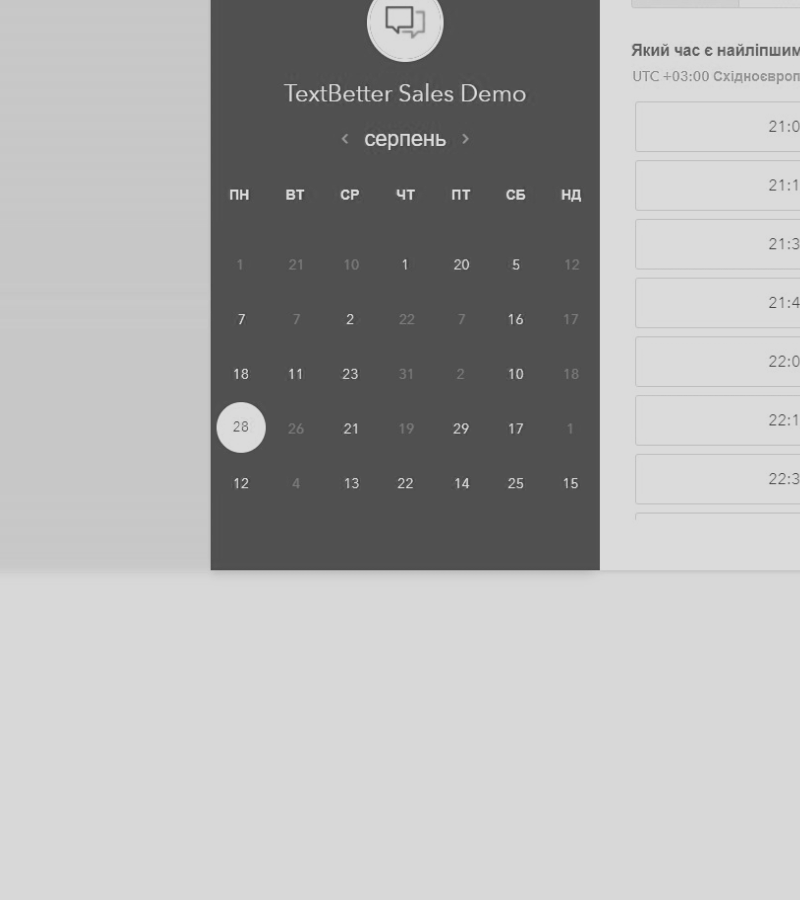 TextBetter Sales Demo
< серпень >
ПН ВТ СР ЧТ ПТ СБ НД
1 21 10 1 20 5 12
7 7 2 22 7 16 17
18 11 23 31 2 10 18
28 26 21 19 29 17 1
12 4 13 22 14 25 15
Який час є найліпшим
UTC +03:00 Східноєвроп
21:0
21:1
21:3
21:4
22:0
22:1
22:3